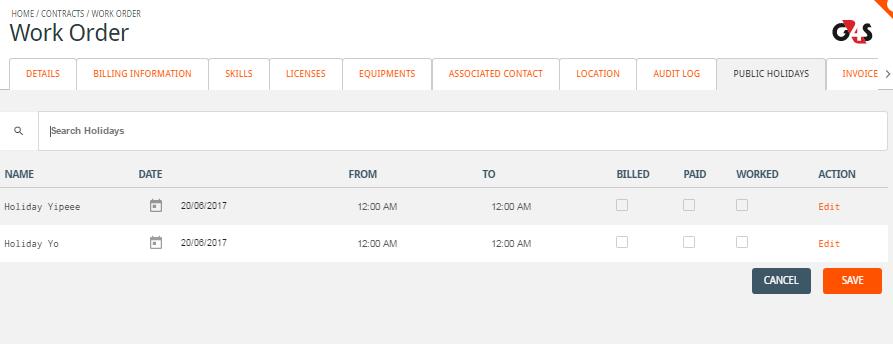 HOME / CONTRACTS / WORK ORDER
Work Order
G4S
DETAILS BILLING INFORMATION SKILLS LICENSES EQUIPMENTS ASSOCIATED CONTACT LOCATION AUDIT LOG PUBLIC HOLIDAYS INVOICE
Search Holidays
NAME DATE FROM TO BILLED PAID WORKED ACTION
Holiday Yipeee 20/06/2017 12:00 AM 12:00 AM Edit
Holiday Yo 20/06/2017 12:00 AM 12:00 AM Edit
CANCEL SAVE